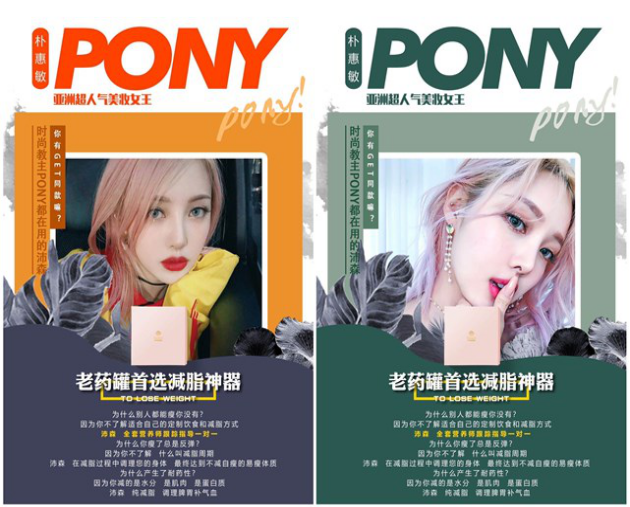 朴惠敏
PONY
亚洲超人气美妆女王
pony!
时尚教主PONY都在用的沛森
你有GET同款嘛？
老药罐首选减脂神器
TO LOSE WEIGHT
为什么别人都能瘦你没有？
因为你不了解适合自己的定制饮食和减脂方式
沛森 全套营养师跟踪指导一对一
为什么你瘦了总是反弹？
因为你不了解 什么叫减脂周期
沛森 在减脂过程中调理您的身体 最终达到不减自瘦的易瘦体质
为什么产生了耐药性？
因为你减的是水分 是肌肉 是蛋白质
沛森 纯减脂 调理脾胃补气血
朴惠敏
PONY
亚洲超人气美妆女王
pony!
时尚教主PONY都在用的沛森
你有GET同款嘛？
老药罐首选减脂神器
TO LOSE WEIGHT
为什么别人都能瘦你没有？
因为你不了解适合自己的定制饮食和减脂方式
沛森 全套营养师跟踪指导一对一
为什么你瘦了总是反弹？
因为你不了解 什么叫减脂周期
沛森 在减脂过程中调理您的身体 最终达到不减自瘦的易瘦体质
为什么产生了耐药性？
因为你减的是水分 是肌肉 是蛋白质
沛森 纯减脂 调理脾胃补气血